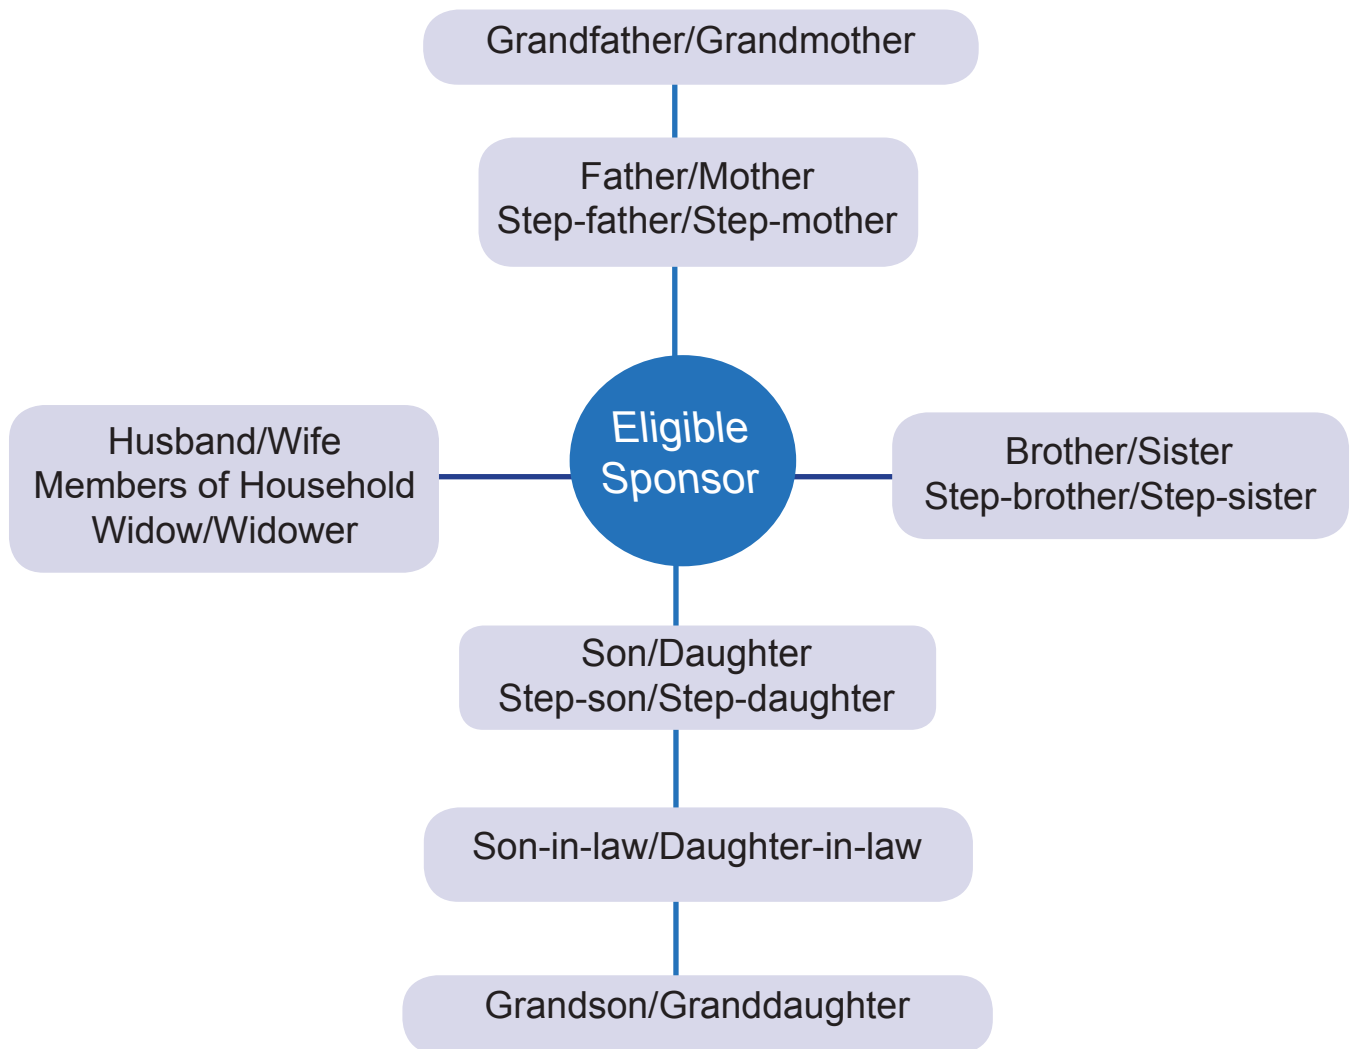 Grandfather/Grandmother
Father/Mother
Step-father/Step-mother
Eligible
Sponsor
Husband/Wife
Members of Household
Widow/Widower
Brother/Sister
Step-brother/Step-sister
Son/Daughter
Step-son/Step-daughter
Son-in-law/Daughter-in-law
Grandson/Granddaughter